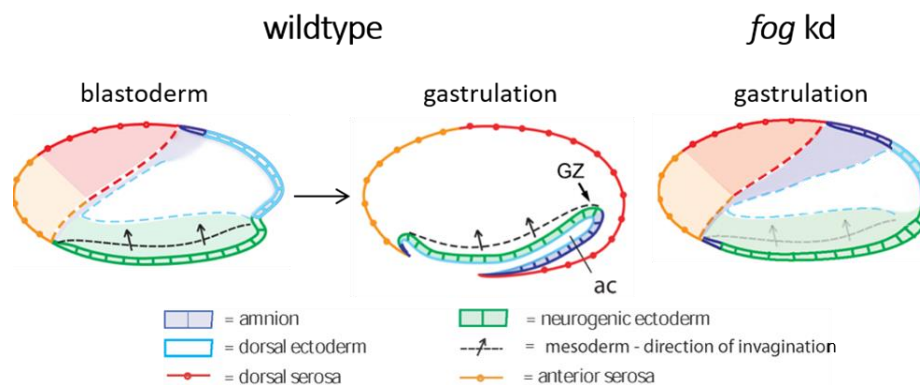 wildtype
fog kd
blastoderm
gastrulation
gastrulation
GZ
ac
= amnion
= neurogenic ectoderm
= dorsal ectoderm
= mesoderm - direction of invagination
= dorsal serosa
= anterior serosa